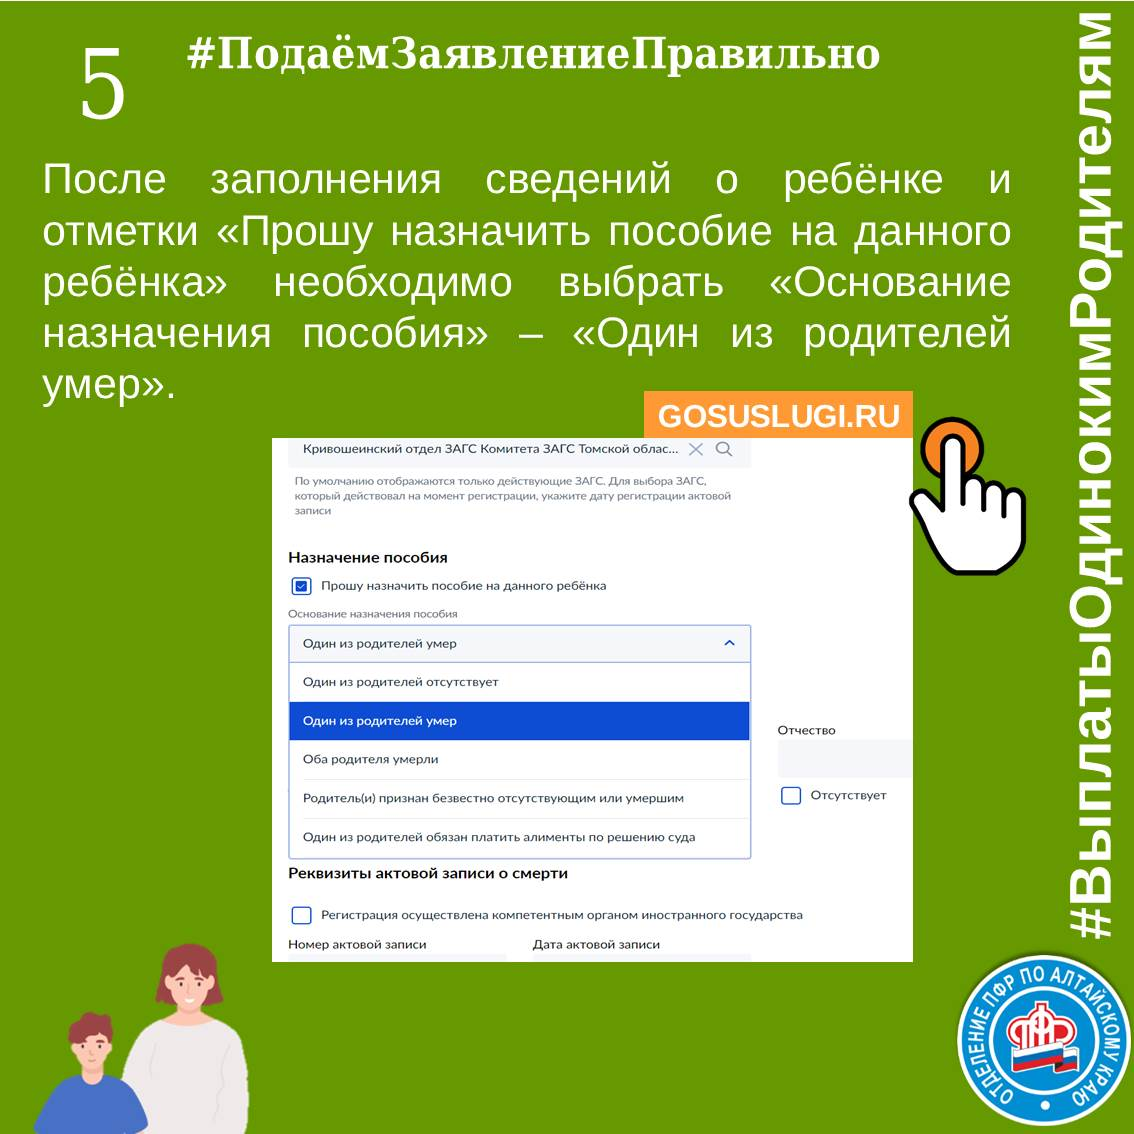 5
#ПодаёмЗаявлениеПравильно
После заполнения сведений о ребёнке и
отметки «Прошу назначить пособие на данного
ребёнка» необходимо выбрать «Основание
назначения пособия» – «Один из родителей
умер».
GOSUSLUGI.RU
Кривошеинский отдел ЗАГС Комитета ЗАГС Томской облас...
По умолчанию отображаются только действующие ЗАГС. Для выбора ЗАГС,
который действовал на момент регистрации, укажите дату регистрации актовой
записи
Назначение пособия
Прошу назначить пособие на данного ребёнка
Основание назначения пособия
Один из родителей умер
Один из родителей отсутствует
Один из родителей умер
Оба родителя умерли
Родитель(и) признан безвестно отсутствующим или умершим
Один из родителей обязан платить алименты по решению суда
Отчество
Отсутствует
Реквизиты актовой записи о смерти
Регистрация осуществлена компетентным органом иностранного государства
Номер актовой записи
Дата актовой записи
#ВыплатыОдинокимРодителям
ОТДЕЛЕНИЕ ПФР ПО АЛТАЙСКОМУ КРАЮ